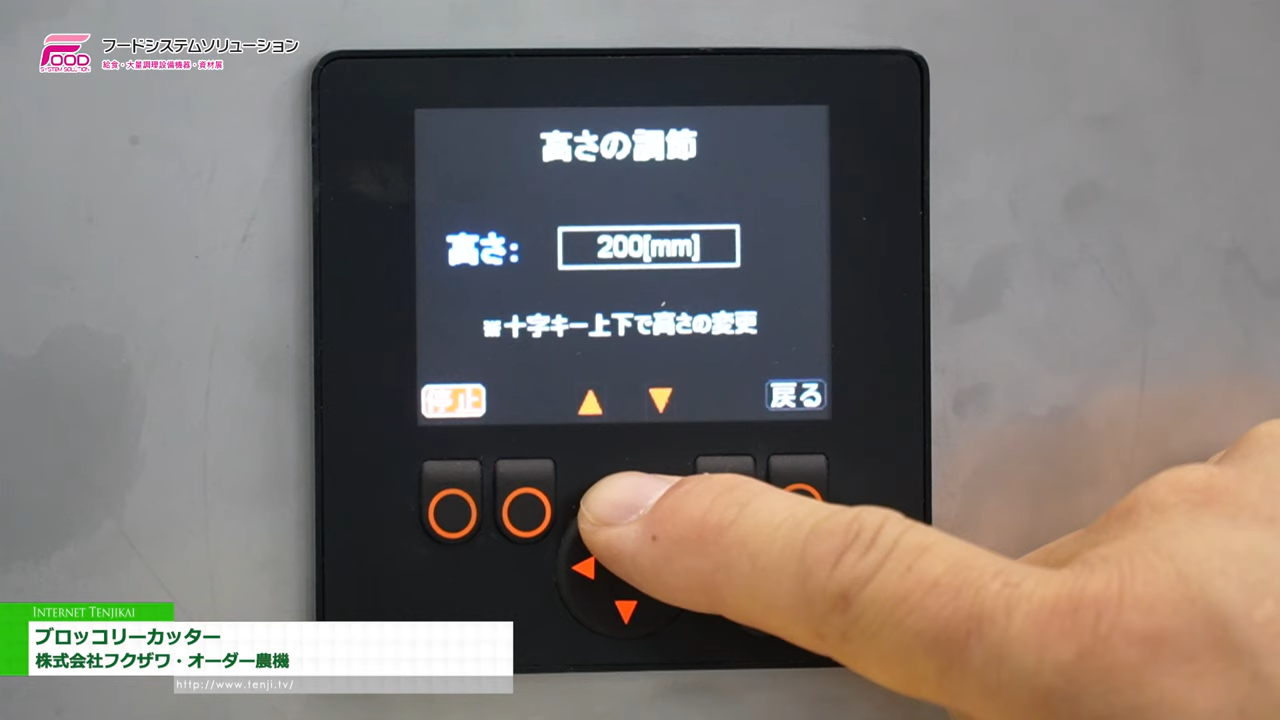 FOOD
SYSTEM SOLUTION
フードシステムソリューション
給食・大量調理設備機器・資材展
高さの調節
高さ: 200[mm]
※十字キー上下で高さの変更
停止 ▲ ▼ 戻る
INTERNET TENJIKAI
ブロッコリーカッター
株式会社フクザワ・オーダー農機
http://www.tenji.tv/